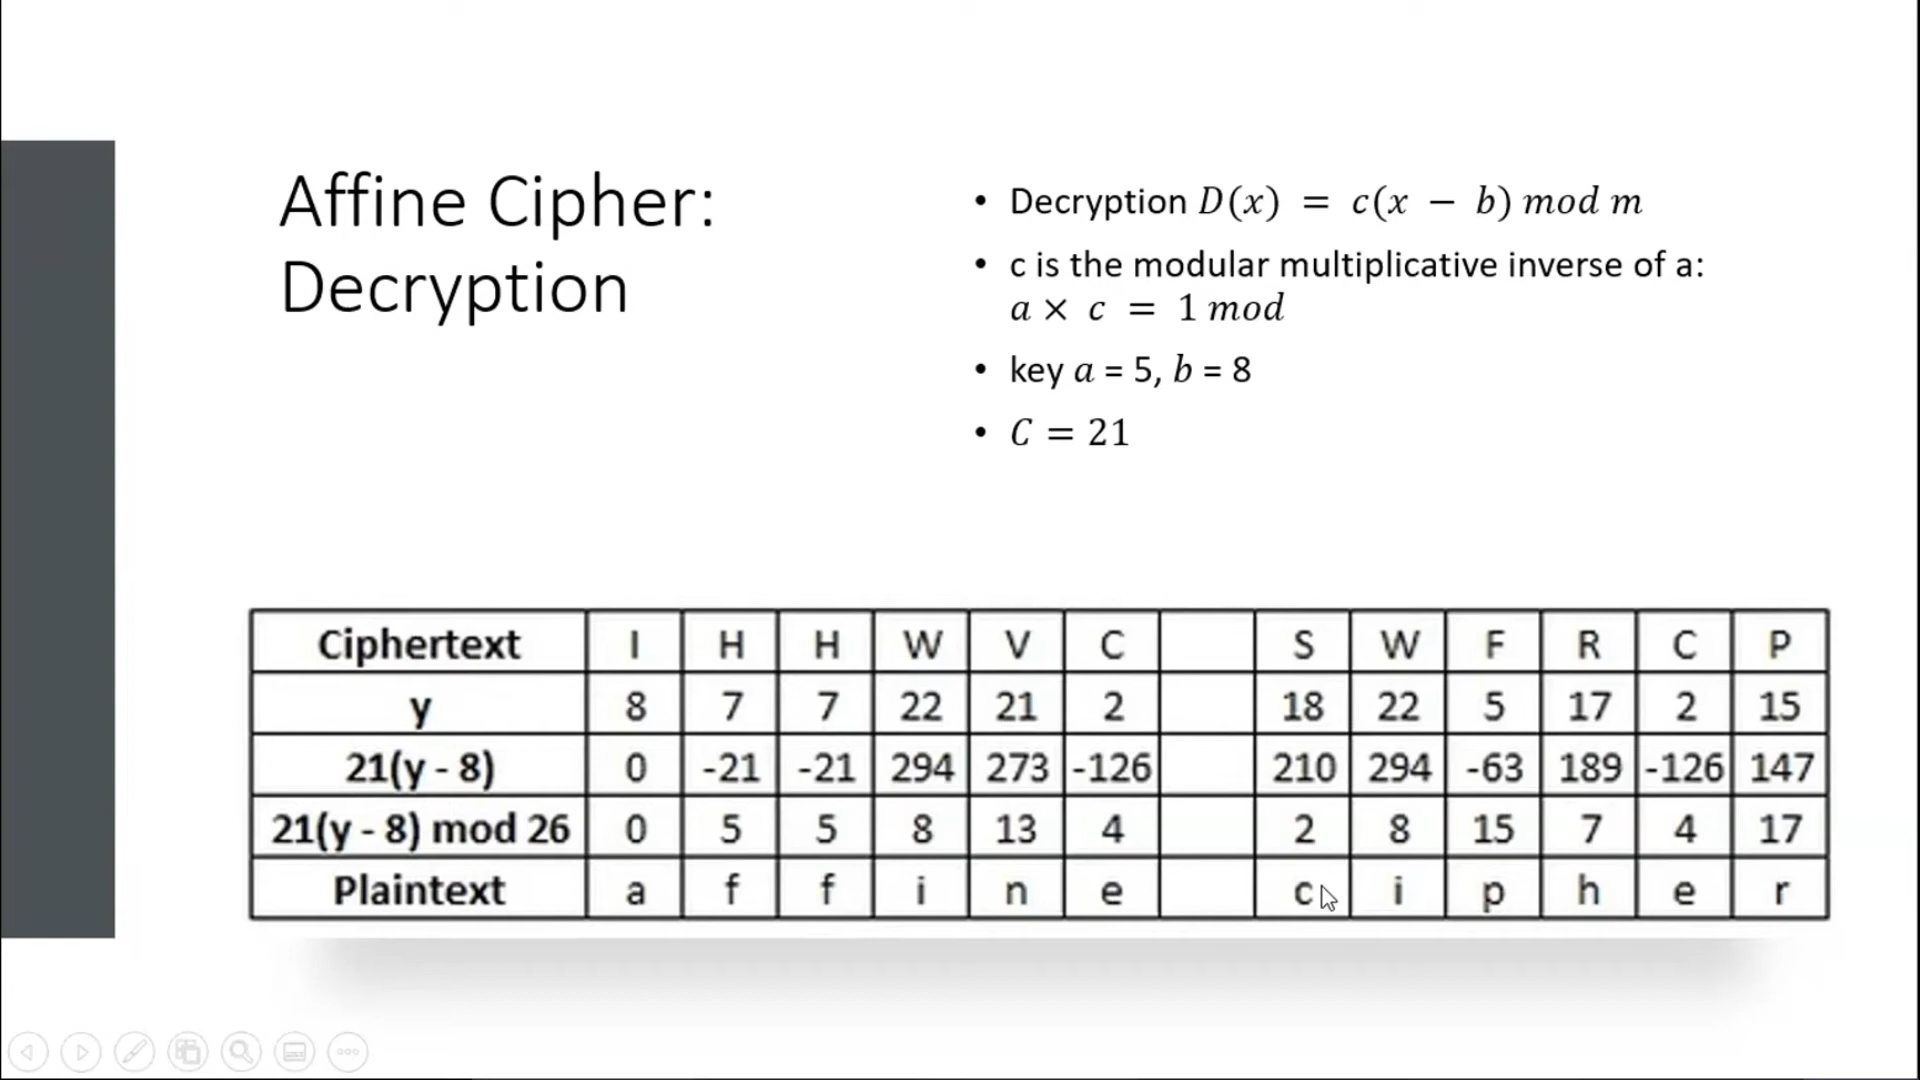 Affine Cipher:
Decryption
• Decryption D(x) = c(x − b) mod m
• c is the modular multiplicative inverse of a:
a × c = 1 mod
• key a = 5, b = 8
• C = 21
Ciphertext I H H W V C S W F R C P
y 8 7 7 22 21 2 18 22 5 17 2 15
21(y - 8) 0 -21 -21 294 273 -126 210 294 -63 189 -126 147
21(y - 8) mod 26 0 5 5 8 13 4 2 8 15 7 4 17
Plaintext a f f i n e c i p h e r